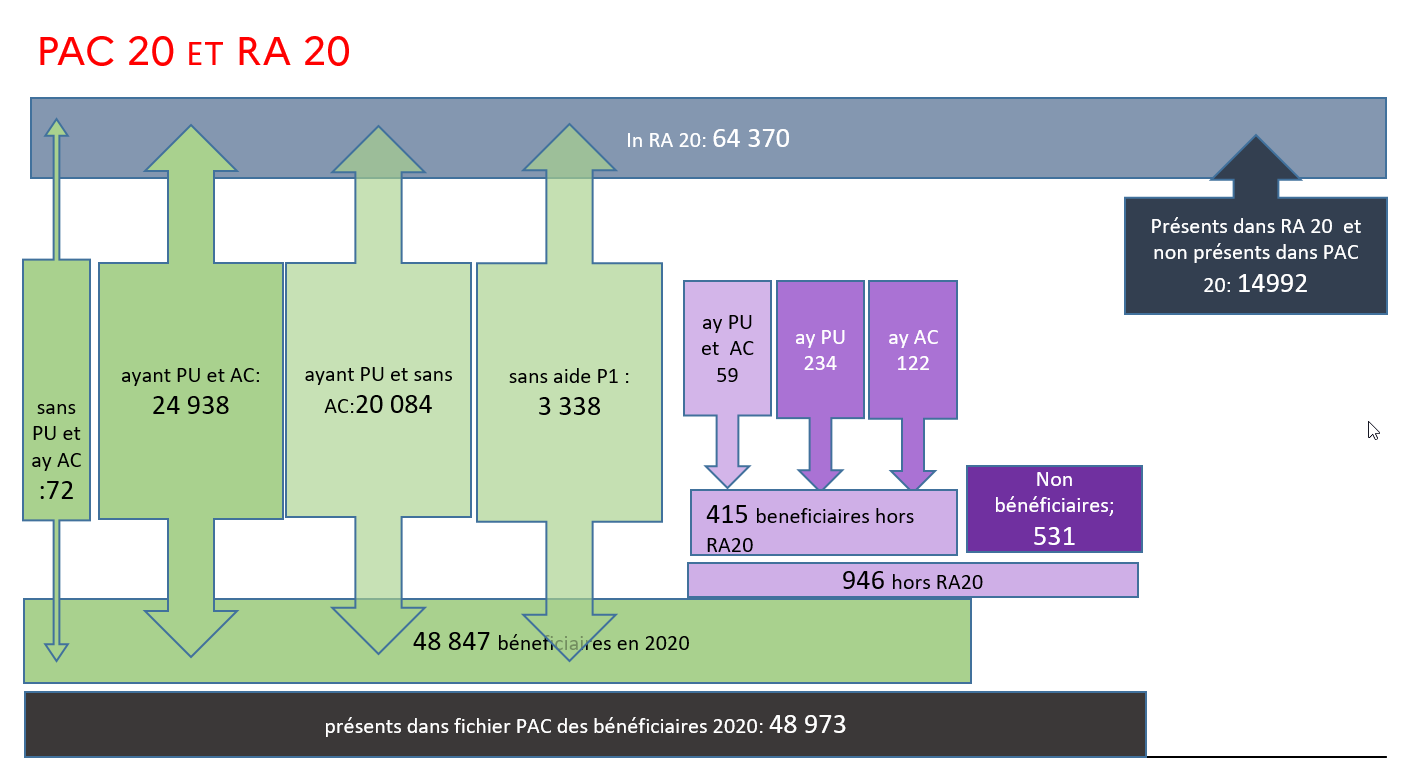 PAC 20 ET RA 20
In RA 20: 64 370
Présents dans RA 20 et
non présents dans PAC
20: 14992
sans
PU et
ay AC
:72
ayant PU et AC:
24 938
ayant PU et sans
AC:20 084
sans aide P1 :
3 338
ay PU
et AC
59
ay PU
234
ay AC
122
415 beneficiaires hors
RA20
Non
bénéficiaires;
531
946 hors RA20
48 847 béneficiaires en 2020
présents dans fichier PAC des bénéficiaires 2020: 48 973